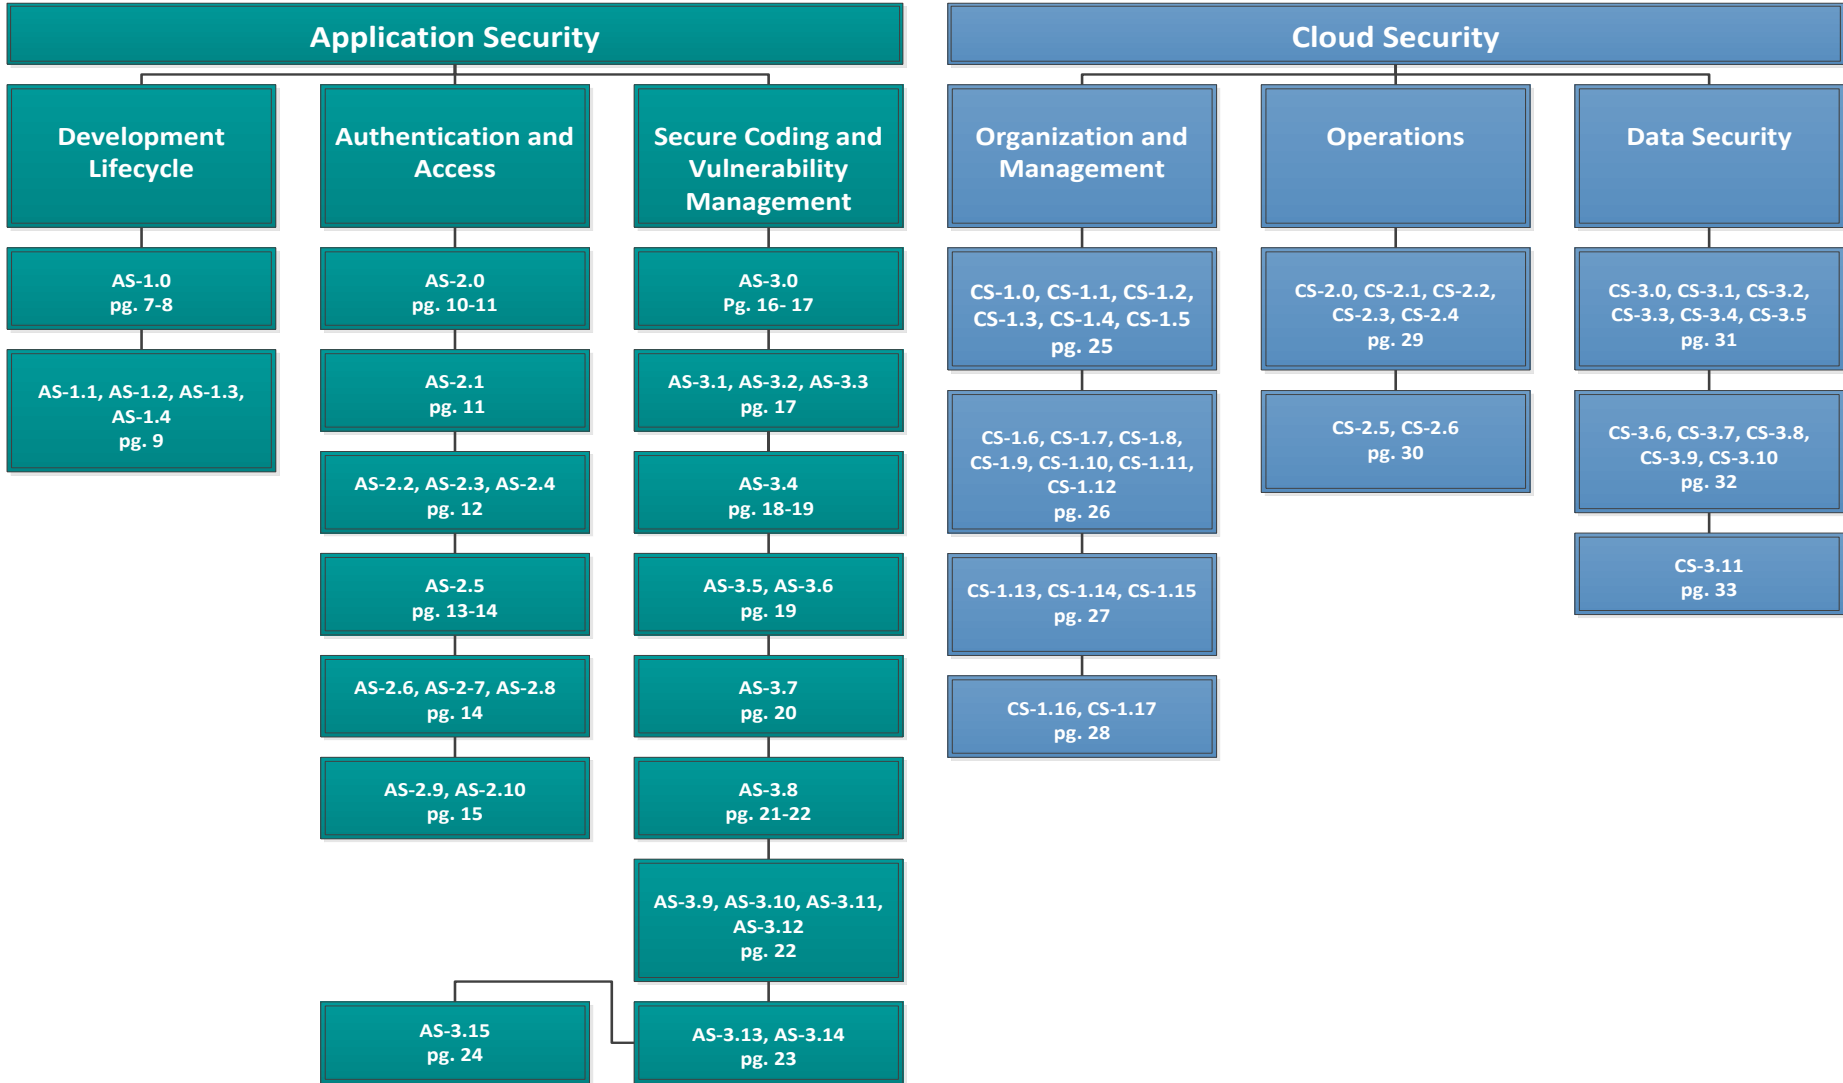 Application Security
Development
Lifecycle
AS-1.0
pg. 7-8
AS-1.1, AS-1.2, AS-1.3,
AS-1.4
pg. 9
Authentication and
Access
AS-2.0
pg. 10-11
AS-2.1
pg. 11
AS-2.2, AS-2.3, AS-2.4
pg. 12
AS-2.5
pg. 13-14
AS-2.6, AS-2-7, AS-2.8
pg. 14
AS-2.9, AS-2.10
pg. 15
Secure Coding and
Vulnerability
Management
AS-3.0
Pg. 16- 17
AS-3.1, AS-3.2, AS-3.3
pg. 17
AS-3.4
pg. 18-19
AS-3.5, AS-3.6
pg. 19
AS-3.7
pg. 20
AS-3.8
pg. 21-22
AS-3.9, AS-3.10, AS-3.11,
AS-3.12
pg. 22
AS-3.13, AS-3.14
pg. 23
AS-3.15
pg. 24
Cloud Security
Organization and
Management
CS-1.0, CS-1.1, CS-1.2,
CS-1.3, CS-1.4, CS-1.5
pg. 25
CS-1.6, CS-1.7, CS-1.8,
CS-1.9, CS-1.10, CS-1.11,
CS-1.12
pg. 26
CS-1.13, CS-1.14, CS-1.15
pg. 27
CS-1.16, CS-1.17
pg. 28
Operations
CS-2.0, CS-2.1, CS-2.2,
CS-2.3, CS-2.4
pg. 29
CS-2.5, CS-2.6
pg. 30
Data Security
CS-3.0, CS-3.1, CS-3.2,
CS-3.3, CS-3.4, CS-3.5
pg. 31
CS-3.6, CS-3.7, CS-3.8,
CS-3.9, CS-3.10
pg. 32
CS-3.11
pg. 33